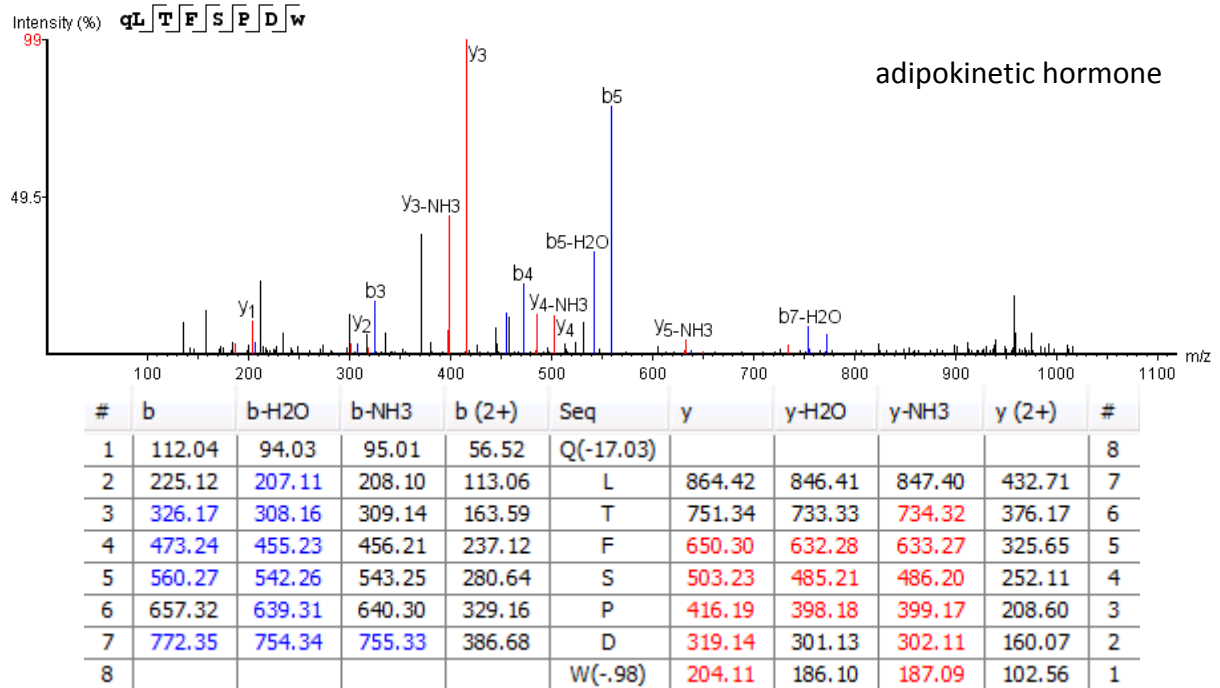 Intensity (%) qL T F S P D w
99
adipokinetic hormone
y3
b5
49.5
y3-NH3
b5-H2O
b4
b3
y4-NH3
y1
y2
y4
y5-NH3
b7-H2O
m/z
100 200 300 400 500 600 700 800 900 1000 1100
# b b-H2O b-NH3 b (2+) Seq y y-H2O y-NH3 y (2+) #
1 112.04 94.03 95.01 56.52 Q(-17.03) 8
2 225.12 207.11 208.10 113.06 L 864.42 846.41 847.40 432.71 7
3 326.17 308.16 309.14 163.59 T 751.34 733.33 734.32 376.17 6
4 473.24 455.23 456.21 237.12 F 650.30 632.28 633.27 325.65 5
5 560.27 542.26 543.25 280.64 S 503.23 485.21 486.20 252.11 4
6 657.32 639.31 640.30 329.16 P 416.19 398.18 399.17 208.60 3
7 772.35 754.34 755.33 386.68 D 319.14 301.13 302.11 160.07 2
8 W(-.98) 204.11 186.10 187.09 102.56 1